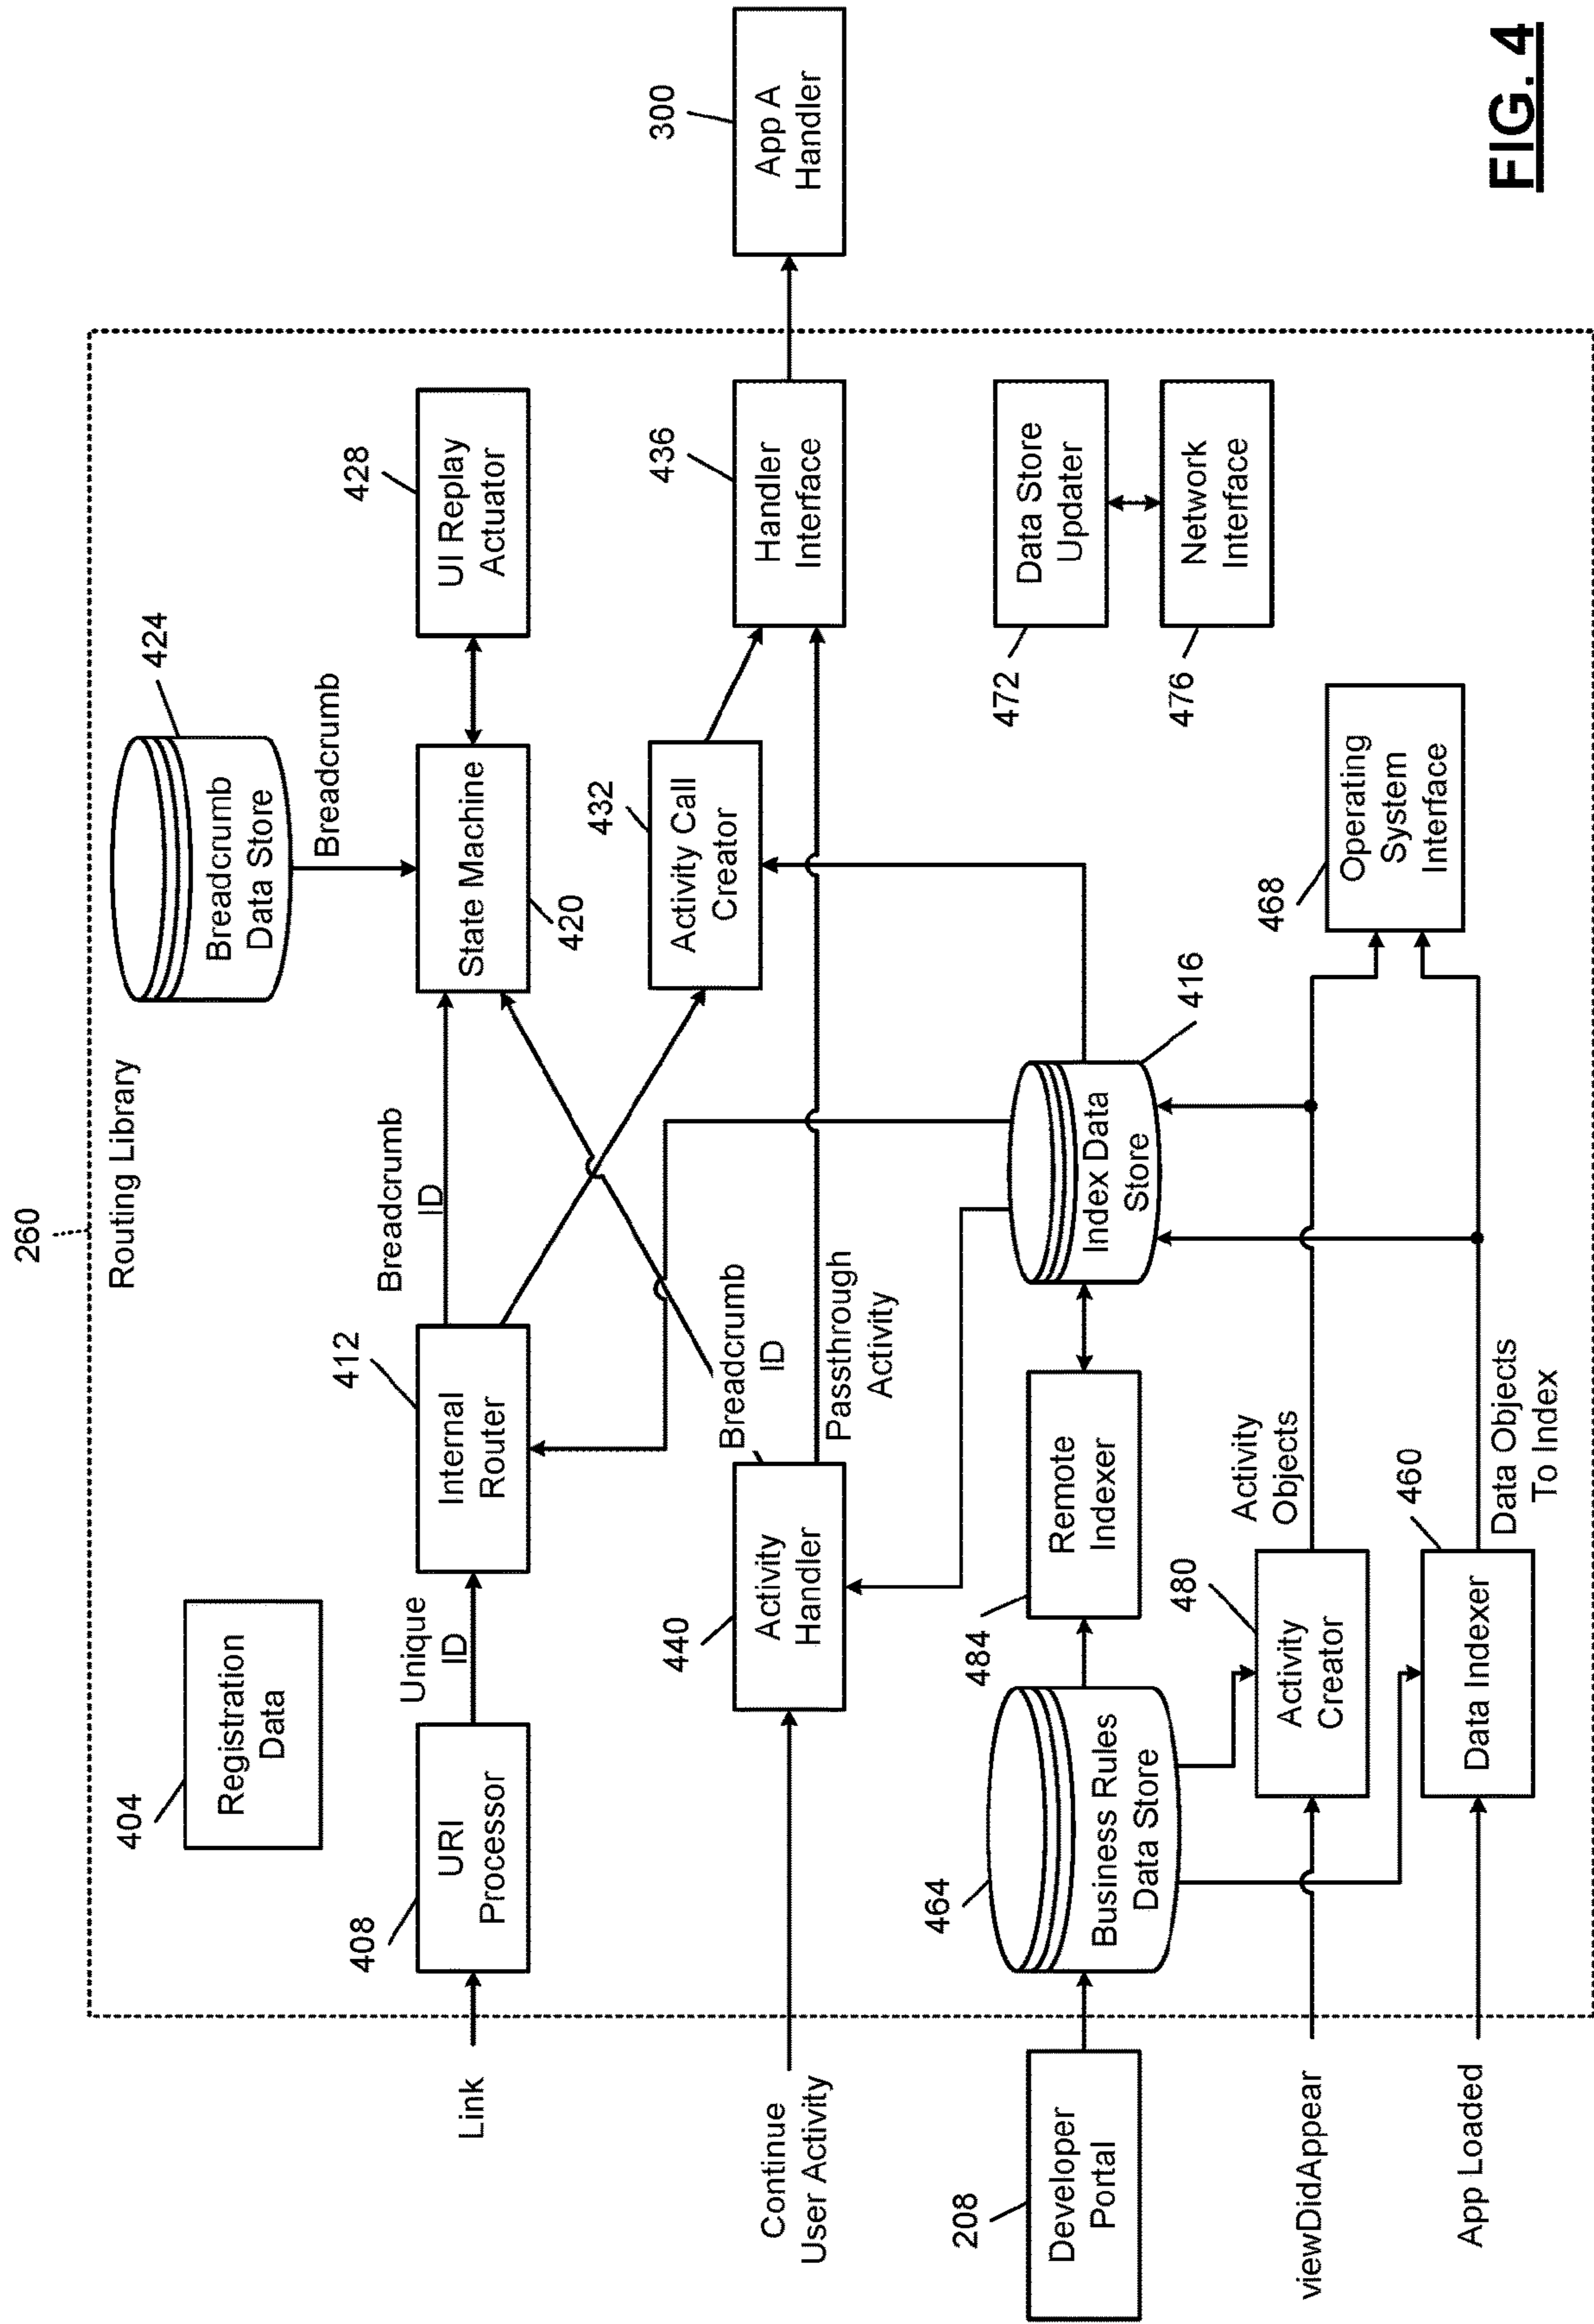 260
Routing Library
404
Registration
Data
424
Breadcrumb
Data Store
Breadcrumb
Link
408
URI
Processor
Unique
ID
412
Internal
Router
Breadcrumb
ID
State Machine
420
428
UI Replay
Actuator
432
Activity Call
Creator
Continue
User Activity
440
Activity
Handler
Breadcrumb
ID
Passthrough
Activity
436
Handler
Interface
300
App A
Handler
208
Developer
Portal
464
Business Rules
Data Store
484
Remote
Indexer
Index Data
Store
416
472
Data Store
Updater
476
Network
Interface
viewDidAppear
480
Activity
Creator
Activity
Objects
468
Operating
System
Interface
App Loaded
460
Data Indexer
Data Objects
To Index
FIG. 4